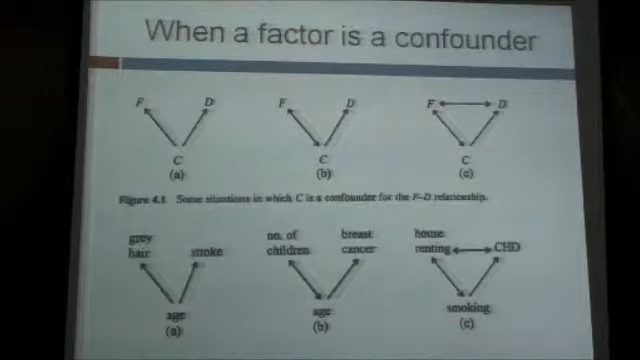 When a factor is a confounder
F D F D F D
C C C
(a) (b) (c)
Figure 4.1 Some situations in which C is a confounder for the F–D relationship.
grey hair stroke
no. of children breast cancer
house renting CHD
age age smoking
(a) (b) (c)